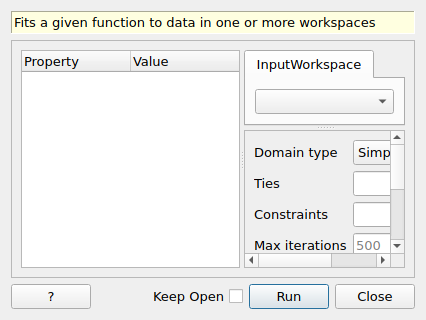 Fits a given function to data in one or more workspaces
Property Value
InputWorkspace
Domain type Simp
Ties
Constraints
Max iterations 500
? Keep Open Run Close